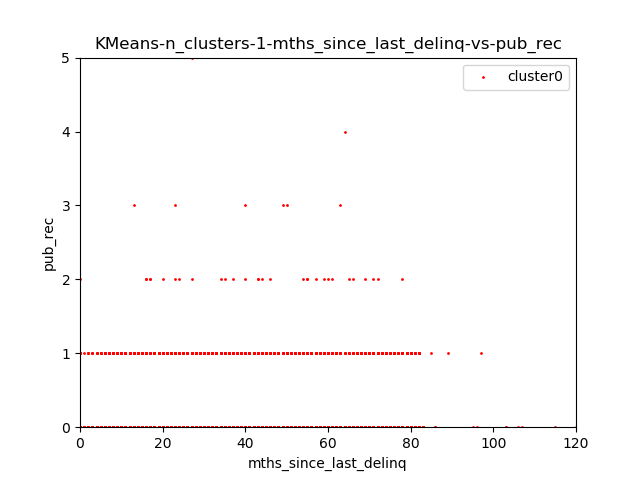 KMeans-n_clusters-1-mths_since_last_delinq-vs-pub_rec
cluster0
5
4
3
2
1
0
pub_rec
0 20 40 60 80 100 120
mths_since_last_delinq